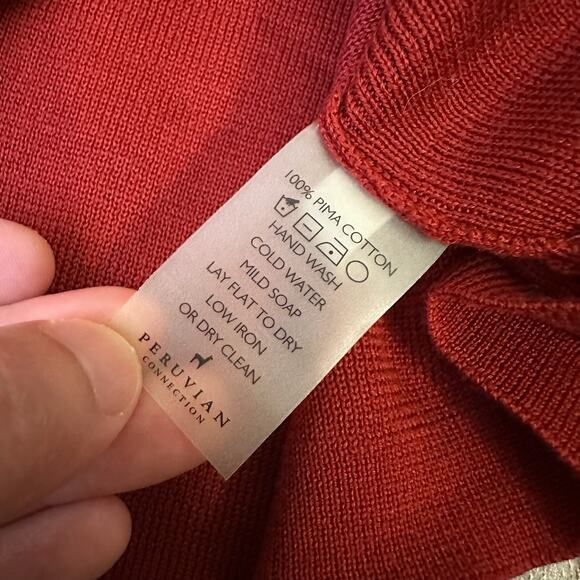 100% PIMA COTTON
HAND WASH
COLD WATER
MILD SOAP
LAY FLAT TO DRY
LOW IRON
OR DRY CLEAN
PERUVIAN
CONNECTION